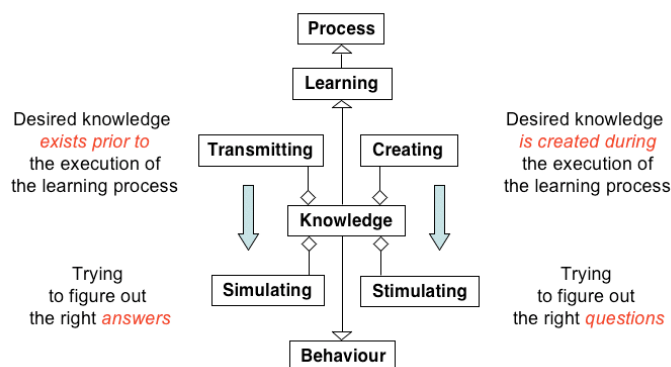 Process
Learning
Desired knowledge
exists prior to
the execution of
the learning process
Transmitting
Creating
Desired knowledge
is created during
the execution of
the learning process
Knowledge
Trying
to figure out
the right answers
Simulating
Stimulating
Trying
to figure out
the right questions
Behaviour